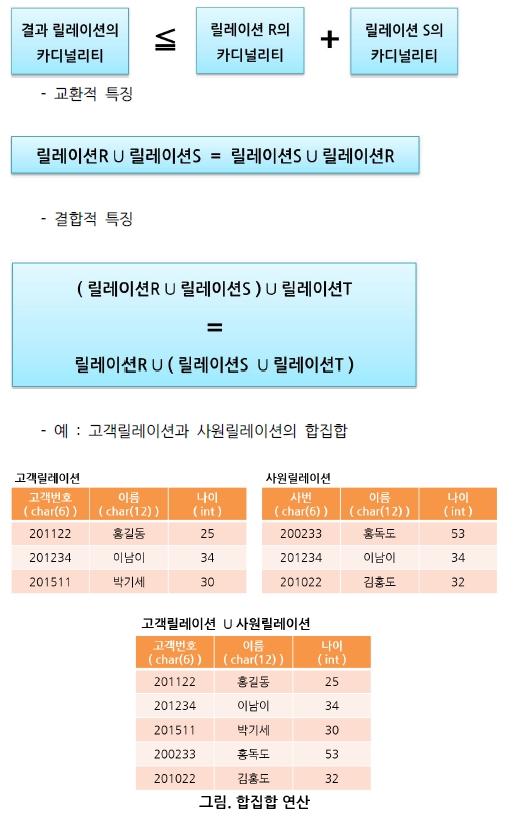 결과 릴레이션의 카디널리티 ≦ 릴레이션 R의 카디널리티 + 릴레이션 S의 카디널리티
- 교환적 특징
릴레이션R ∪ 릴레이션S = 릴레이션S ∪ 릴레이션R
- 결합적 특징
( 릴레이션R ∪ 릴레이션S ) ∪ 릴레이션T
=
릴레이션R ∪ ( 릴레이션S ∪ 릴레이션T )
- 예 : 고객릴레이션과 사원릴레이션의 합집합
고객릴레이션
고객번호 이름 나이
( char(6) ) ( char(12) ) ( int )
201122 홍길동 25
201234 이남이 34
201511 박기세 30
사원릴레이션
사번 이름 나이
( char(6) ) ( char(12) ) ( int )
200233 홍독도 53
201234 이남이 34
201022 김홍도 32
고객릴레이션 ∪ 사원릴레이션
고객번호 이름 나이
( char(6) ) ( char(12) ) ( int )
201122 홍길동 25
201234 이남이 34
201511 박기세 30
200233 홍독도 53
201022 김홍도 32
그림. 합집합 연산